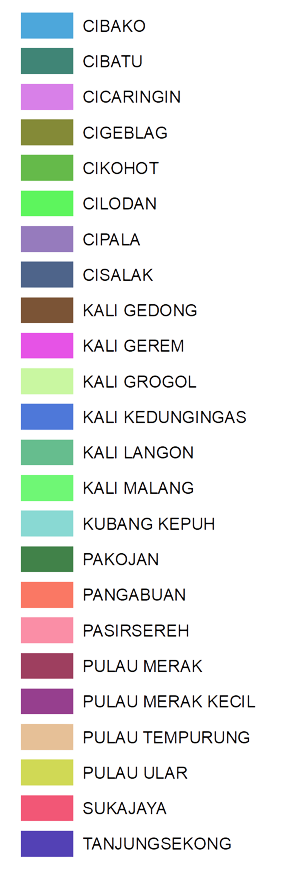 CIBAKO
CIBATU
CICARINGIN
CIGEBLAG
CIKOHOT
CILODAN
CIPALA
CISALAK
KALI GEDONG
KALI GEREM
KALI GROGOL
KALI KEDUNGINGAS
KALI LANGON
KALI MALANG
KUBANG KEPUH
PAKOJAN
PANGABUAN
PASIRSEREH
PULAU MERAK
PULAU MERAK KECIL
PULAU TEMPURUNG
PULAU ULAR
SUKAJAYA
TANJUNGSEKONG